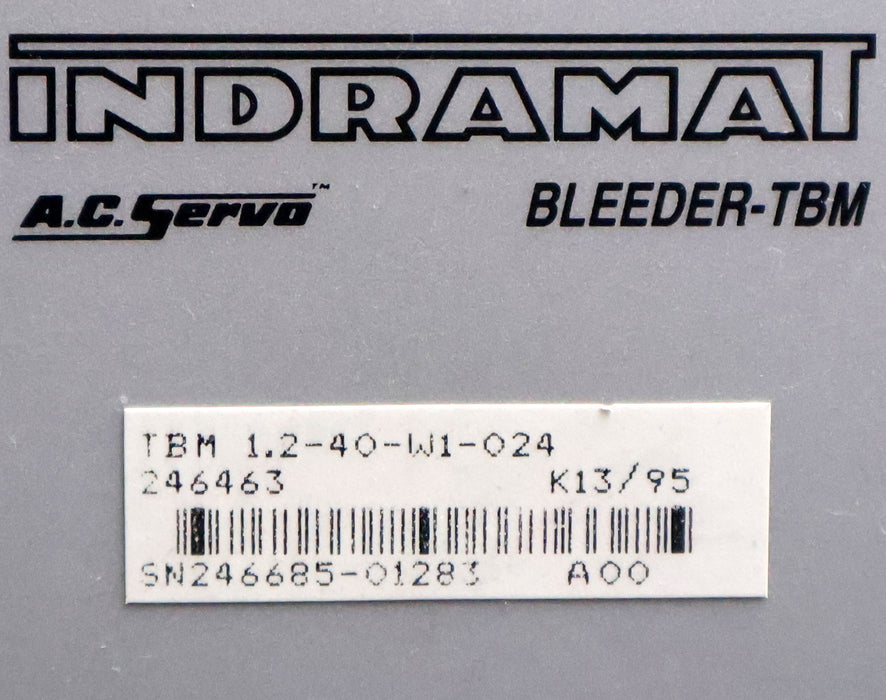 INDRAMAT
A.C. Servo™ BLEEDER-TBM
TBM 1.2-40-W1-024
246463 K13/95
SN246685-01283 A00